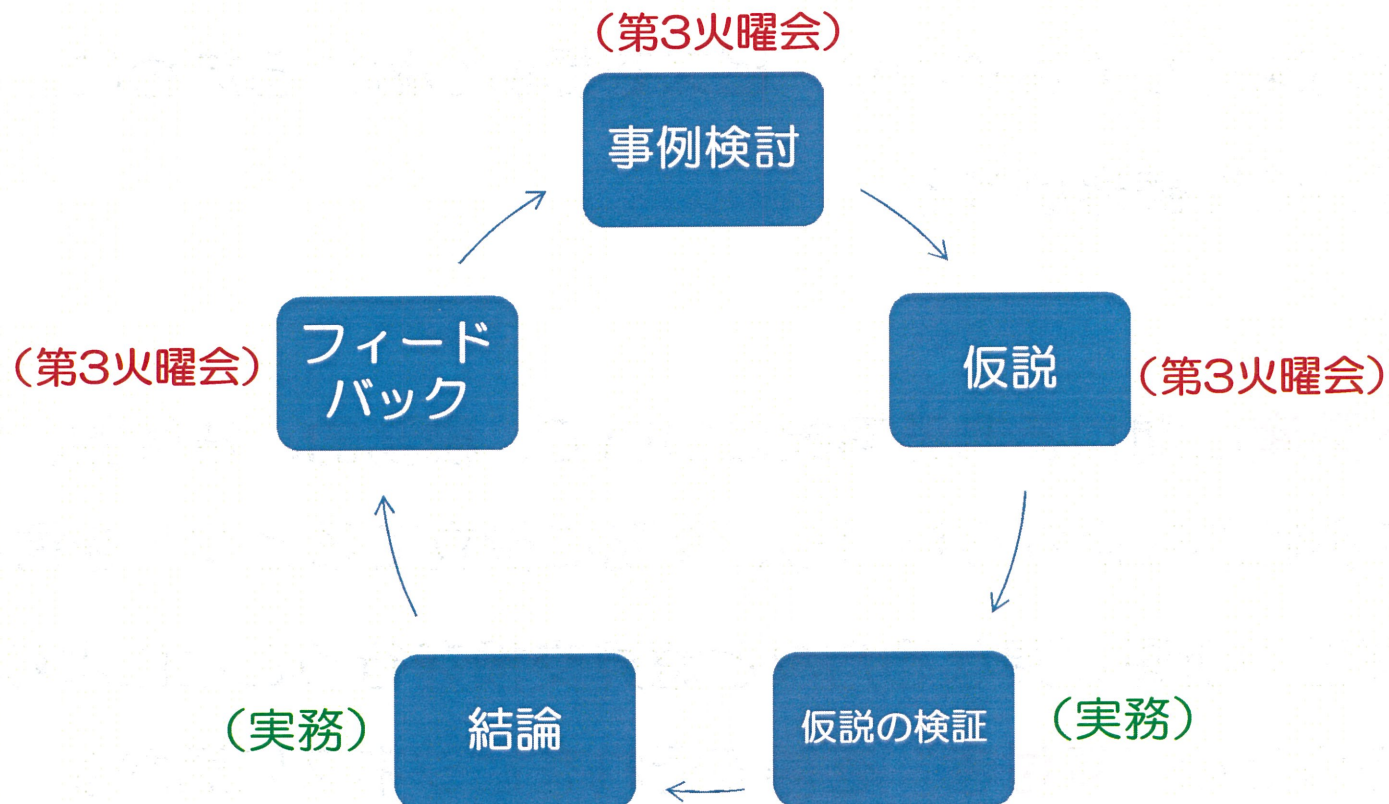 （第3火曜会）
事例検討
フィード
バック
（第3火曜会）
仮説
（第3火曜会）
仮説の検証
（実務）
結論
（実務）